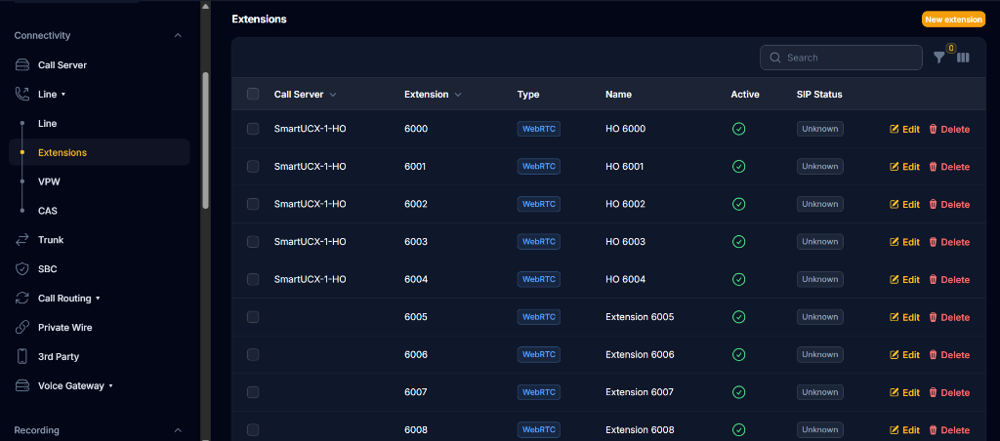 Extensions
New extension
Connectivity
Call Server
Line
Line
Extensions
VPW
CAS
Trunk
SBC
Call Routing
Private Wire
3rd Party
Voice Gateway
Recording
Search
0
Call Server Extension Type Name Active SIP Status
SmartUCX-1-HO 6000 WebRTC HO 6000 Unknown Edit Delete
SmartUCX-1-HO 6001 WebRTC HO 6001 Unknown Edit Delete
SmartUCX-1-HO 6002 WebRTC HO 6002 Unknown Edit Delete
SmartUCX-1-HO 6003 WebRTC HO 6003 Unknown Edit Delete
SmartUCX-1-HO 6004 WebRTC HO 6004 Unknown Edit Delete
6005 WebRTC Extension 6005 Unknown Edit Delete
6006 WebRTC Extension 6006 Unknown Edit Delete
6007 WebRTC Extension 6007 Unknown Edit Delete
6008 WebRTC Extension 6008 Unknown Edit Delete